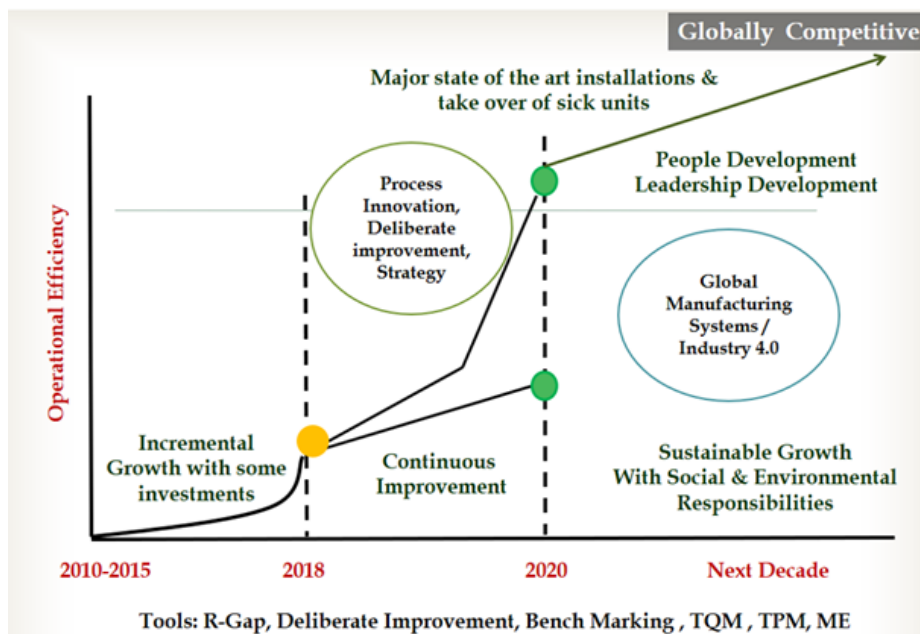 Globally Competitive
Major state of the art installations &
take over of sick units
People Development
Leadership Development
Process
Innovation,
Deliberate
improvement,
Strategy
Global
Manufacturing
Systems /
Industry 4.0
Operational Efficiency
Incremental
Growth with some
investments
Continuous
Improvement
Sustainable Growth
With Social & Environmental
Responsibilities
2010-2015 2018 2020 Next Decade
Tools: R-Gap, Deliberate Improvement, Bench Marking , TQM , TPM, ME